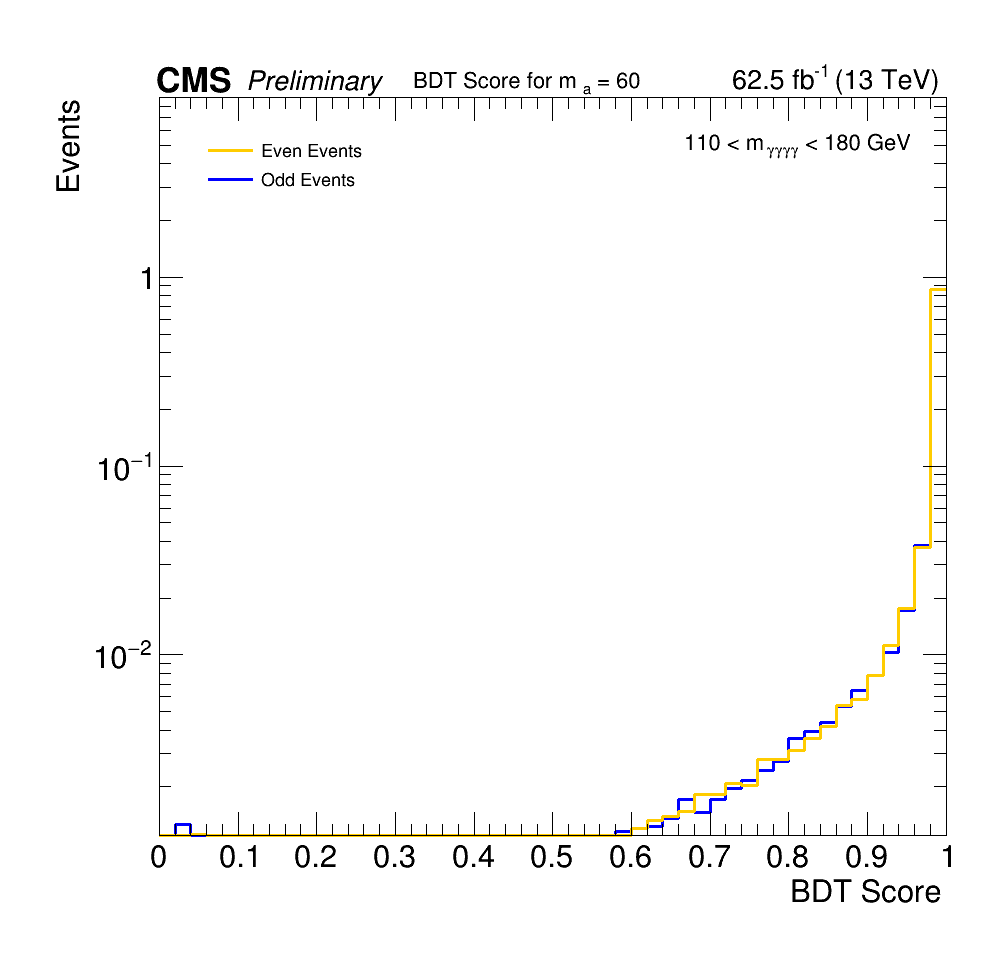 CMS Preliminary BDT Score for m a = 60 62.5 fb-1 (13 TeV)
Events
Even Events
110 < m γγγγ < 180 GeV
Odd Events
1
10−1
10−2
0 0.1 0.2 0.3 0.4 0.5 0.6 0.7 0.8 0.9 1
BDT Score